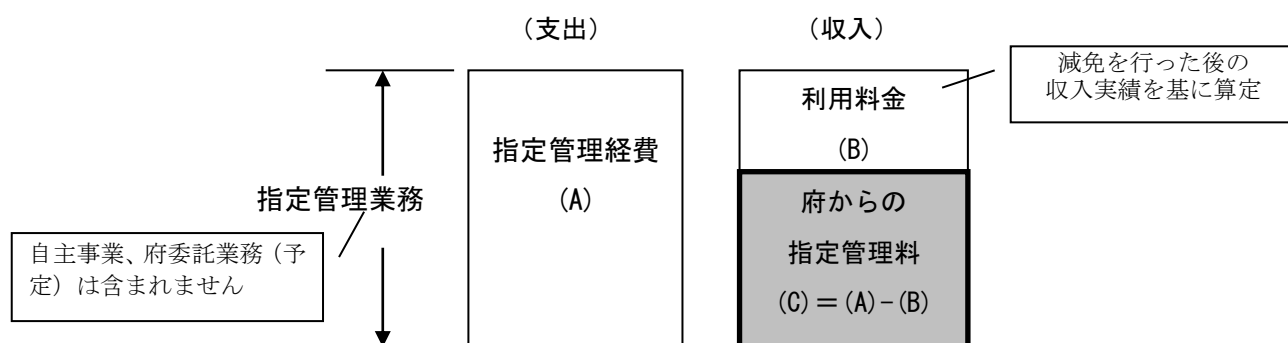 （支出）
（収入）
減免を行った後の
収入実績を基に算定
利用料金
(B)
指定管理経費
(A)
指定管理業務
府からの
指定管理料
(C)＝(A)−(B)
自主事業、府委託業務（予
定）は含まれません